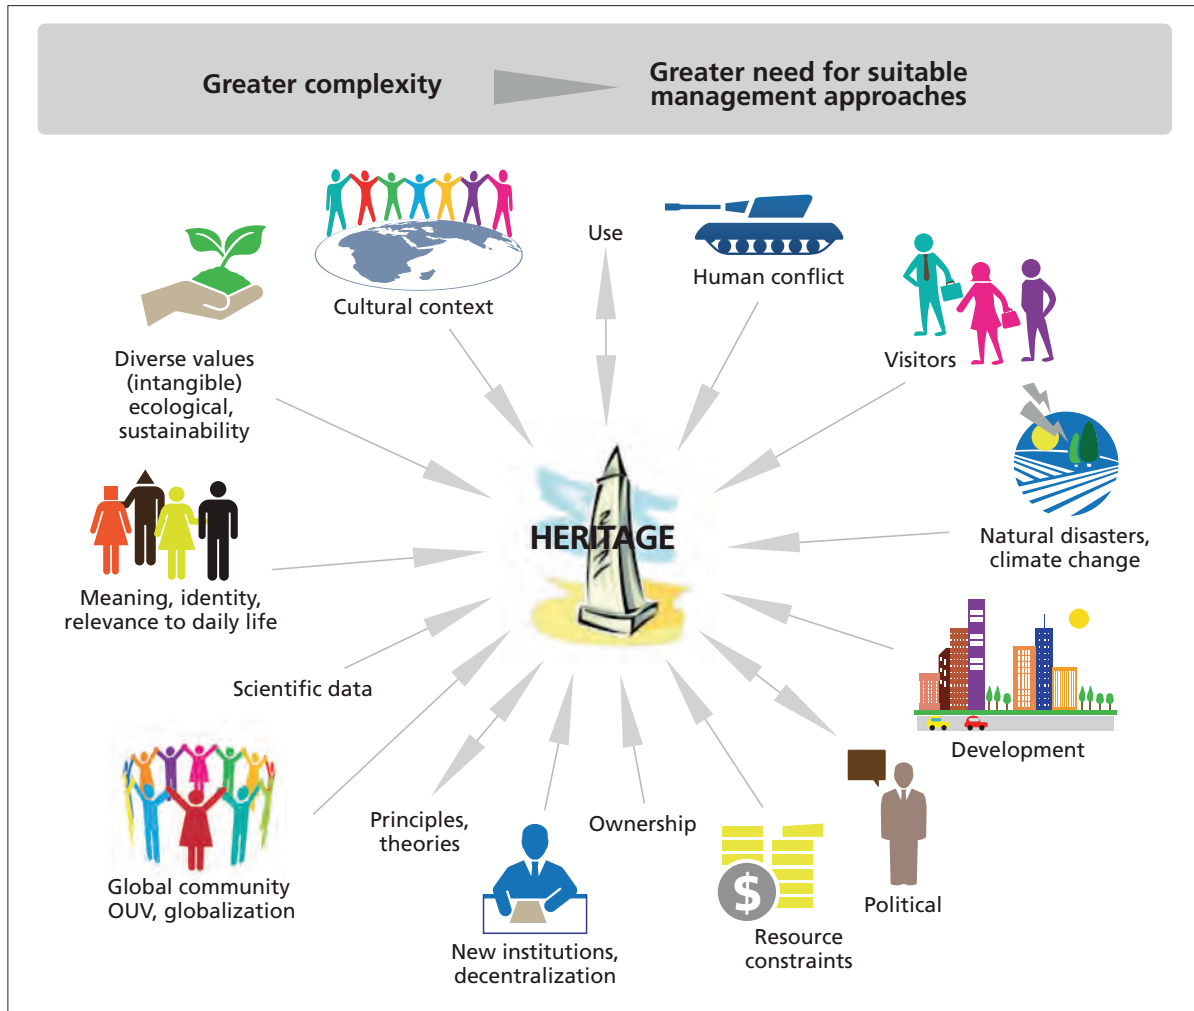 Greater complexity
Greater need for suitable
management approaches
Use
Human conflict
Cultural context
Visitors
Diverse values
(intangible)
ecological,
sustainability
HERITAGE
Natural disasters,
climate change
Meaning, identity,
relevance to daily life
Scientific data
Development
Principles,
theories
Ownership
$
Global community
OUV, globalization
Political
New institutions,
decentralization
Resource
constraints